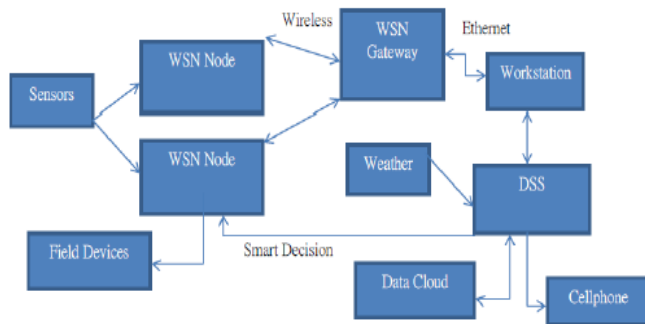 Wireless
WSN
Gateway
Ethernet
WSN Node
Workstation
Sensors
WSN Node
Weather
DSS
Field Devices
Smart Decision
Data Cloud
Cellphone